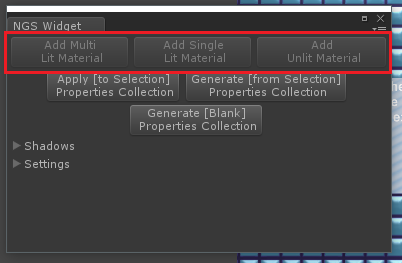 NGS Widget
Add Multi Add Single Add
Lit Material Lit Material Unlit Material
Apply [to Selection] Generate [from Selection]
Properties Collection Properties Collection
Generate [Blank]
Properties Collection
Shadows
Settings